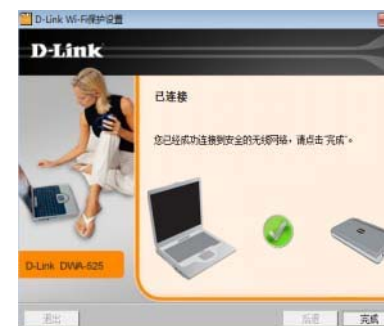 D-Link Wi-Fi保护设置
D-Link
已连接
您已经成功连接到安全的无线网络，请点击"完成"。
D-Link DWA-525
退出
后退
完成